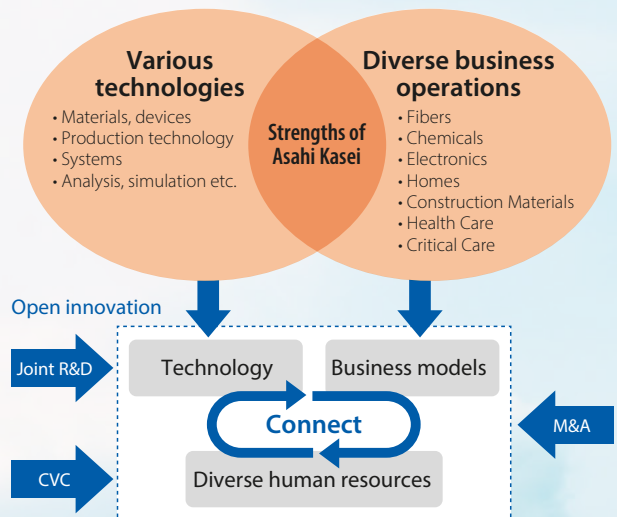 Various
technologies
• Materials, devices
• Production technology
• Systems
• Analysis, simulation etc.
Strengths of
Asahi Kasei
Diverse business
operations
• Fibers
• Chemicals
• Electronics
• Homes
• Construction Materials
• Health Care
• Critical Care
Open innovation
Joint R&D
Technology
Business models
Connect
M&A
CVC
Diverse human resources